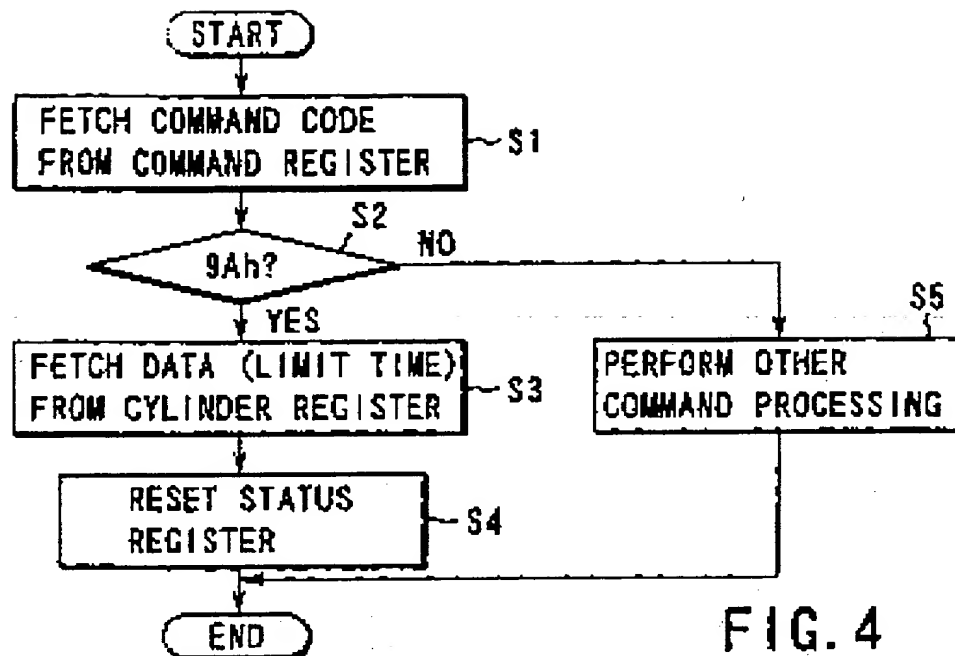 START
FETCH COMMAND CODE
FROM COMMAND REGISTER
S1
S2
9Ah?
NO
YES
FETCH DATA (LIMIT TIME)
FROM CYLINDER REGISTER
S3
S5
PERFORM OTHER
COMMAND PROCESSING
RESET STATUS
REGISTER
S4
END
FIG. 4